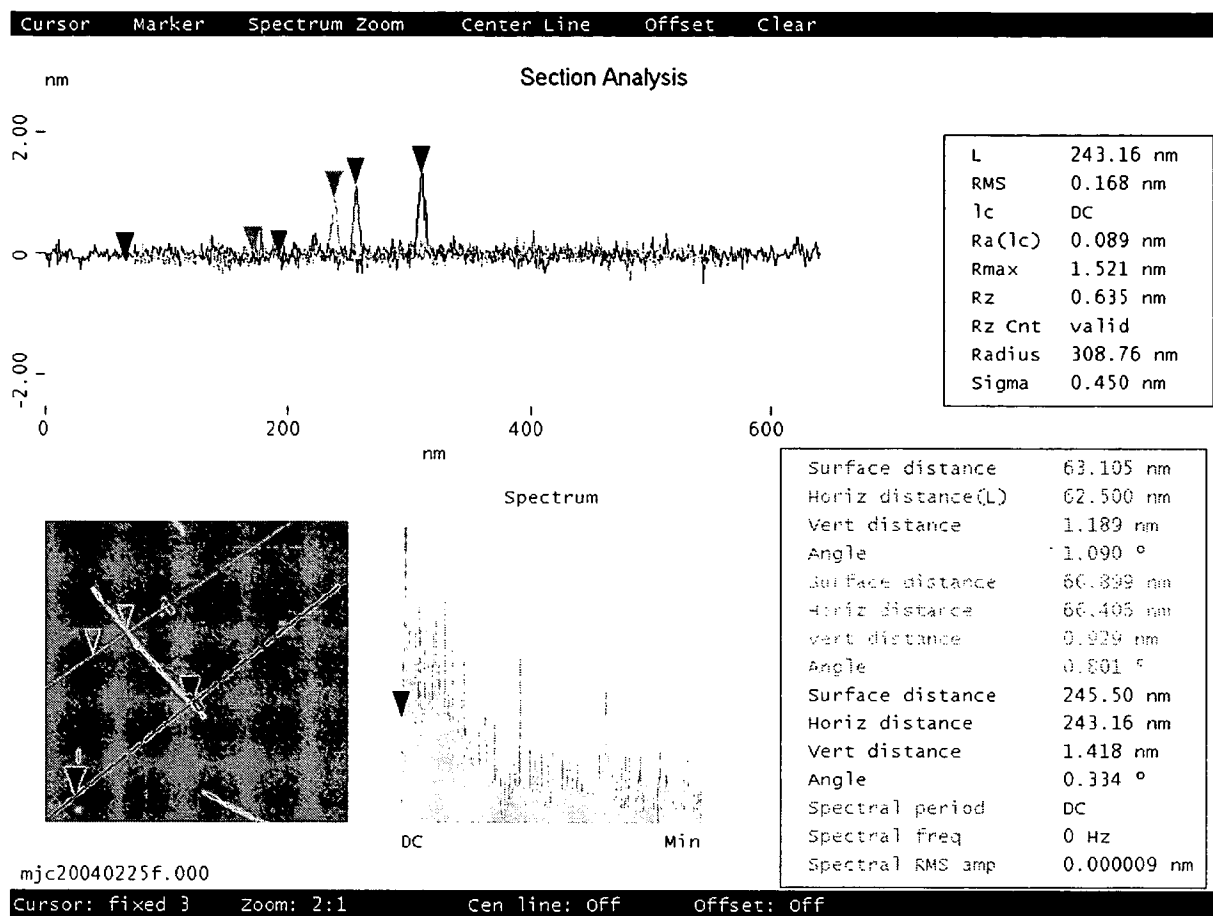 Cursor Marker Spectrum Zoom Center Line Offset Clear
nm
Section Analysis
2.00
0
-2.00
0 200 400 600
nm
L 243.16 nm
RMS 0.168 nm
lc DC
Ra(lc) 0.089 nm
Rmax 1.521 nm
Rz 0.635 nm
Rz Cnt valid
Radius 308.76 nm
Sigma 0.450 nm
Surface distance 63.105 nm
Horiz distance(L) 62.500 nm
Vert distance 1.189 nm
Angle 1.090 °
Surface distance 66.899 nm
Horiz distance 66.405 nm
Vert distance 0.929 nm
Angle 0.801 °
Surface distance 245.50 nm
Horiz distance 243.16 nm
Vert distance 1.418 nm
Angle 0.334 °
Spectral period DC
Spectral freq 0 Hz
Spectral RMS amp 0.000009 nm
Spectrum
DC Min
mjc20040225f.000
Cursor: fixed 3 Zoom: 2:1 Cen line: Off Offset: Off